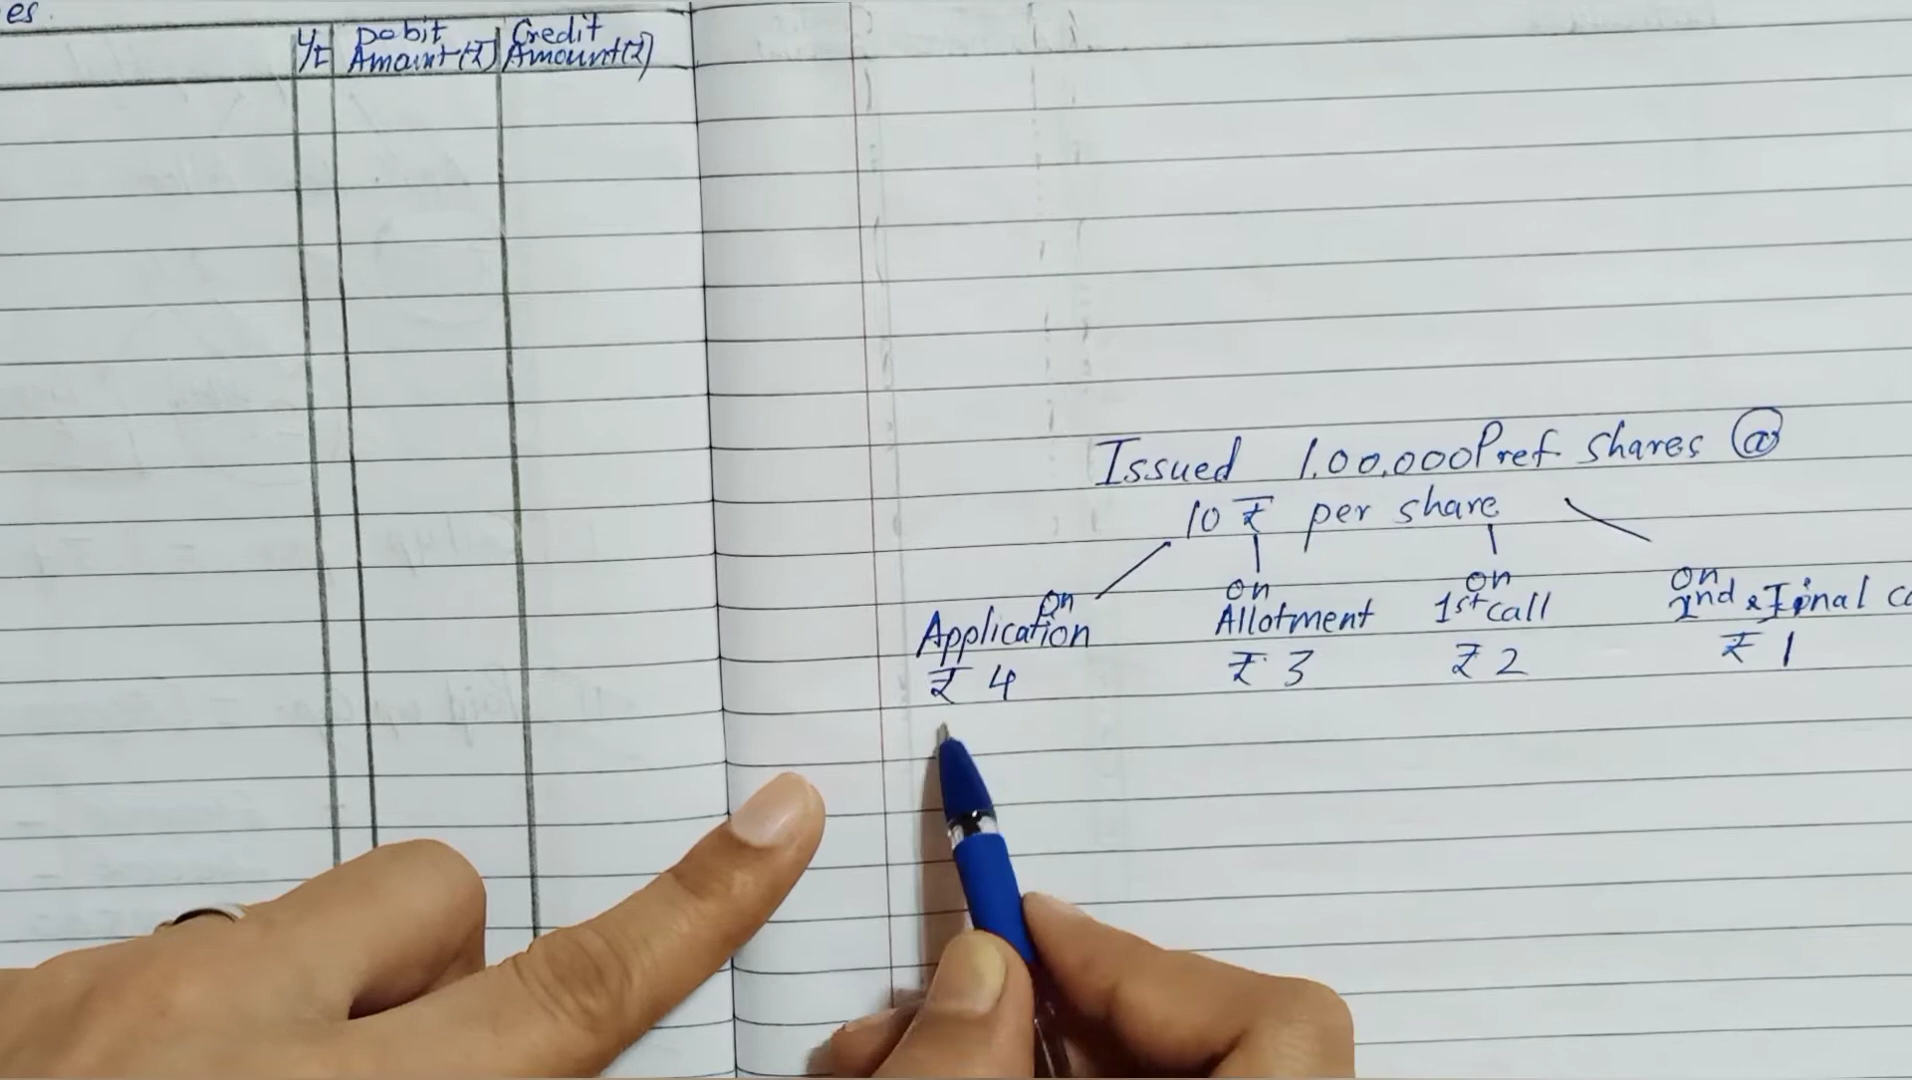 es.
Debit Credit
Amount(₹) Amount(₹)
Issued 1,00,000 Pref. shares @
10 ₹ per share
on on on on
Application Allotment 1st call 2nd & Final ca
₹ 4 ₹ 3 ₹ 2 ₹ 1